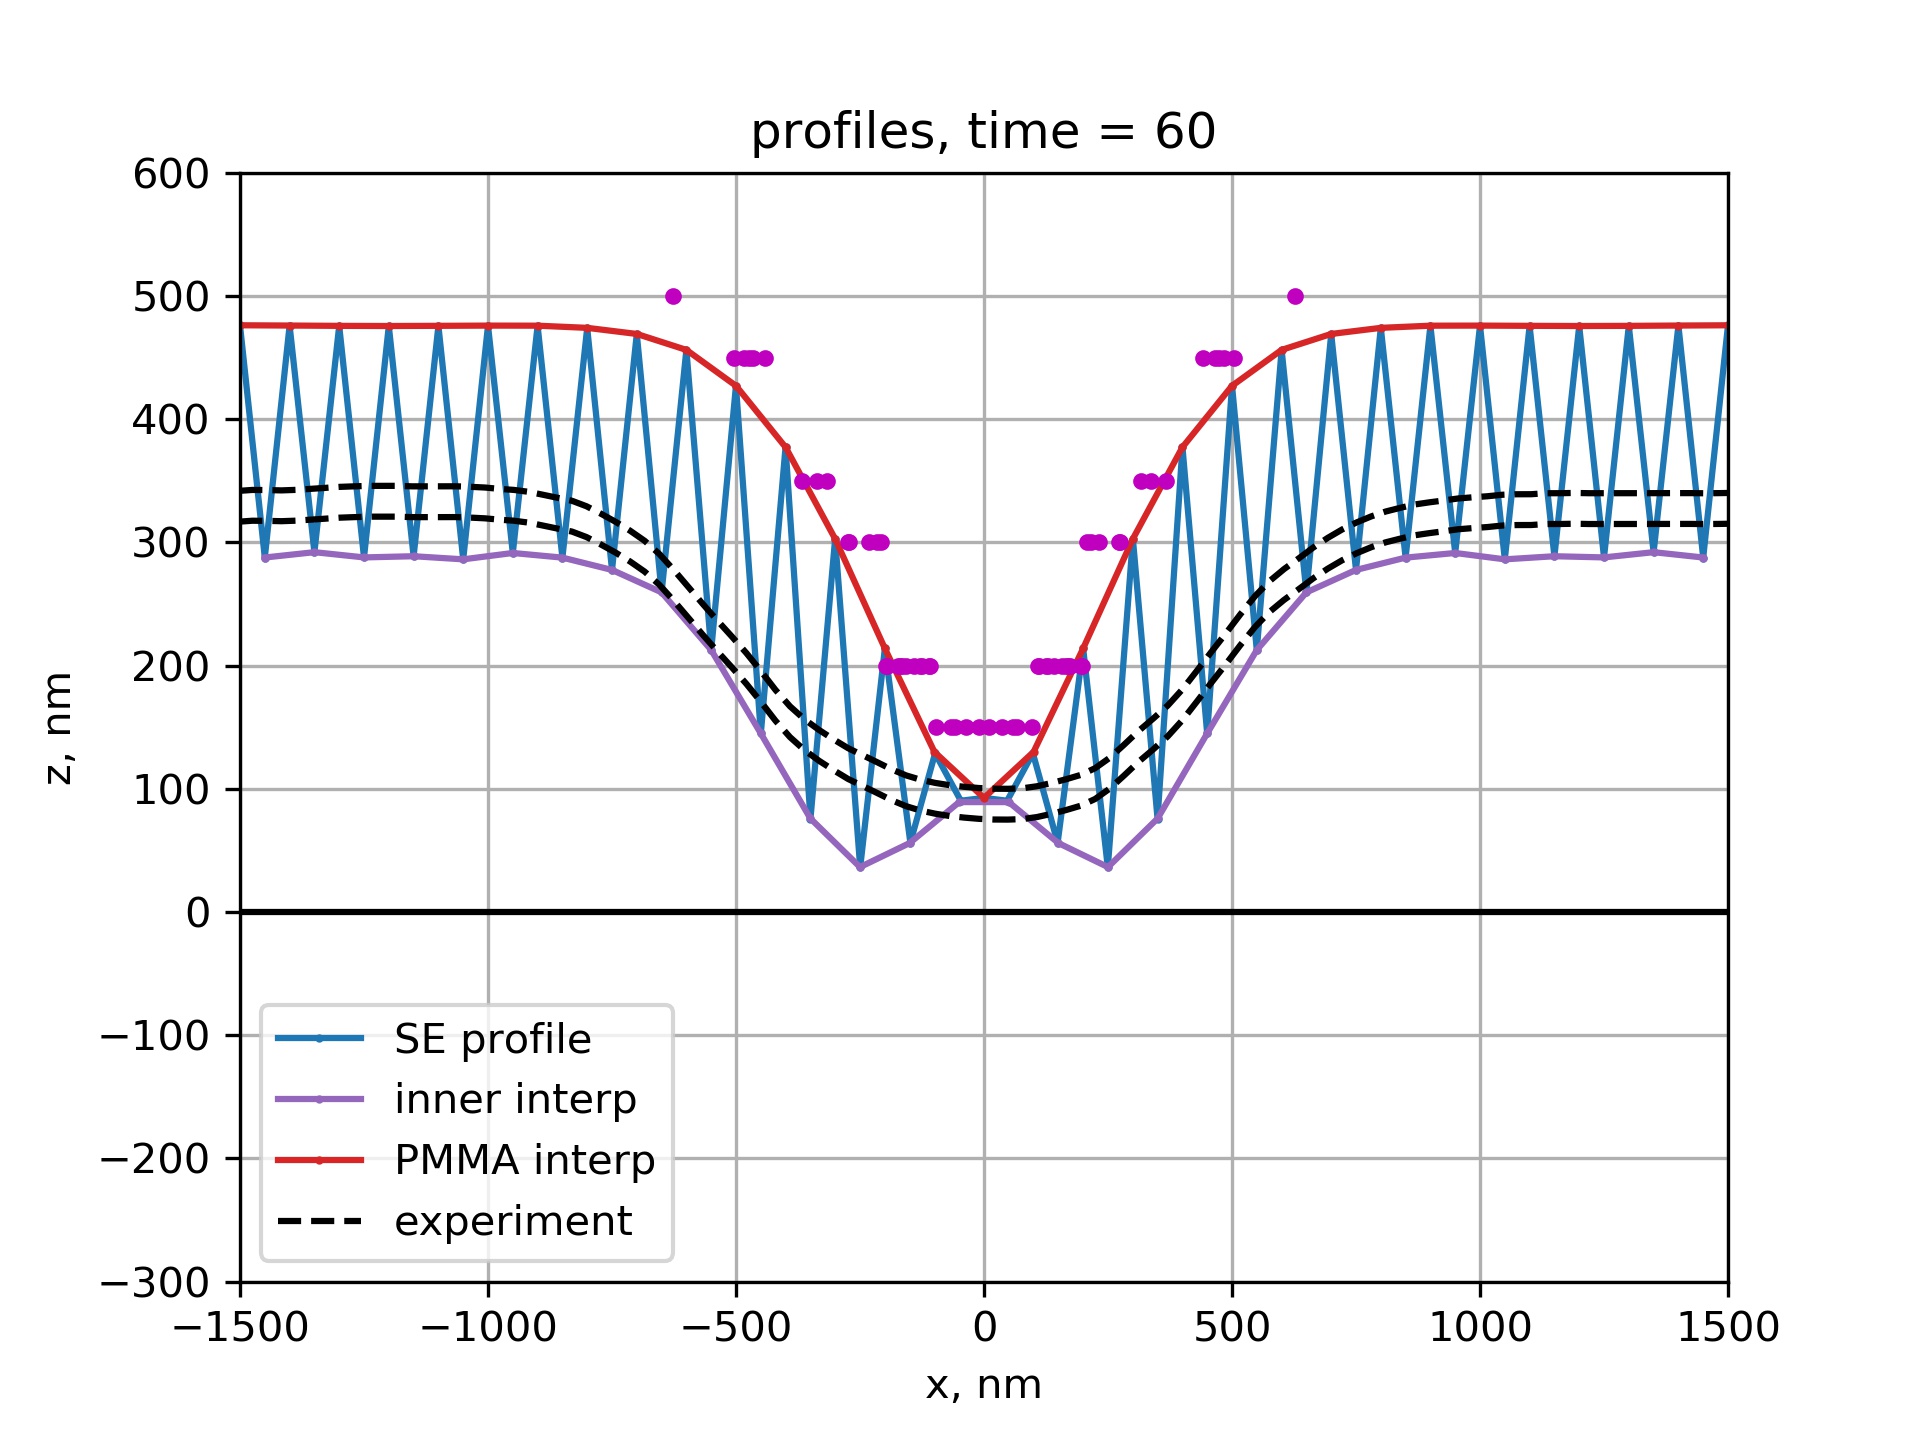 profiles, time = 60
600
500
400
300
200
100
0
−100
−200
−300
z, nm
−1500
−1000
−500
0
500
1000
1500
x, nm
SE profile
inner interp
PMMA interp
experiment